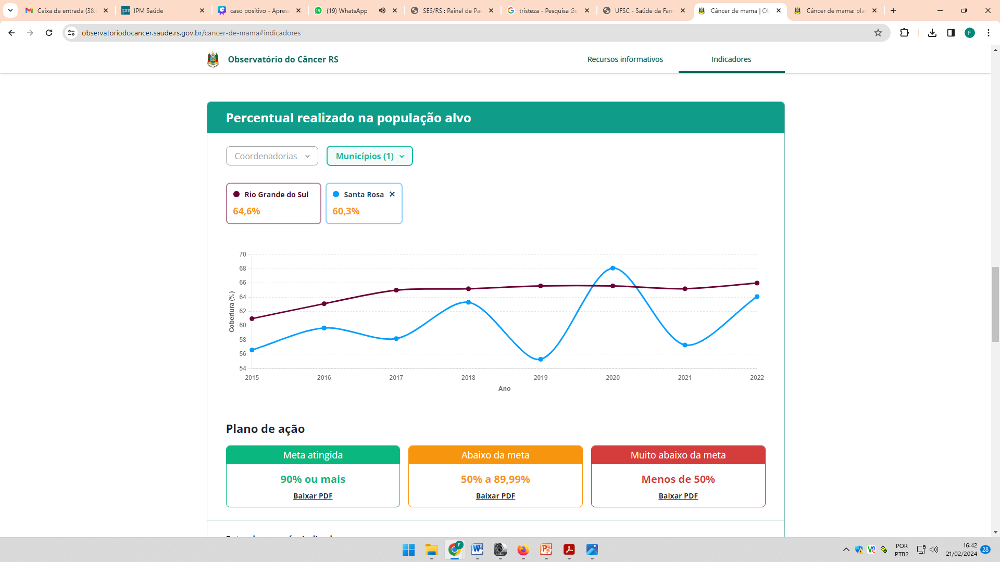 Caixa de entrada (38.
IPM Saúde
caso positivo - Aprese
(19) WhatsApp
SES/RS : Painel de Pac
tristeza - Pesquisa Go
UFSC - Saúde da Fam
Câncer de mama | Ob
Câncer de mama: pla
observatoriodocancer.saude.rs.gov.br/cancer-de-mama#indicadores
F
Observatório do Câncer RS
Recursos informativos
Indicadores
Percentual realizado na população alvo
Coordenadorias
Municípios (1)
Rio Grande do Sul
64,6%
Santa Rosa
60,3%
70
68
66
64
62
60
58
56
54
Cobertura (%)
2015 2016 2017 2018 2019 2020 2021 2022
Ano
Plano de ação
Meta atingida
90% ou mais
Baixar PDF
Abaixo da meta
50% a 89,99%
Baixar PDF
Muito abaixo da meta
Menos de 50%
Baixar PDF
POR
PTB2
16:42
21/02/2024
28